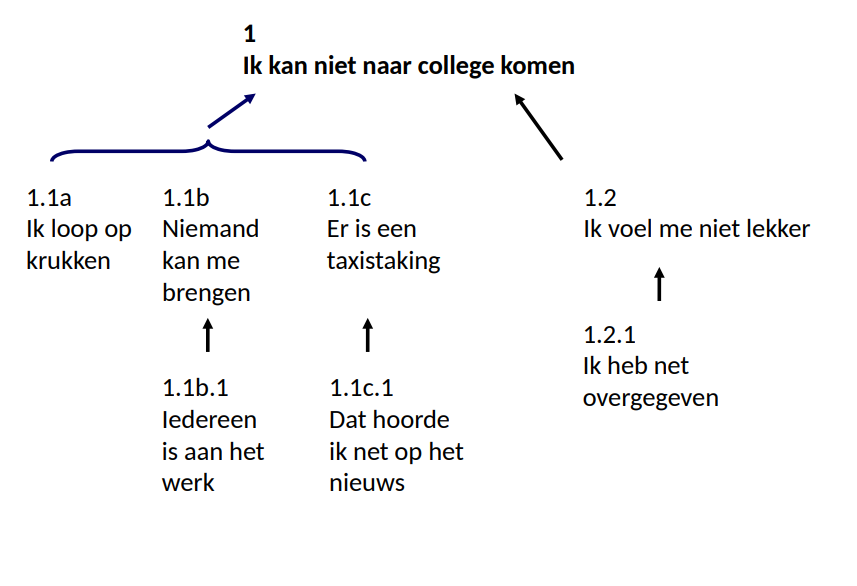 1
Ik kan niet naar college komen
1.1a
Ik loop op
krukken
1.1b
Niemand
kan me
brengen
1.1c
Er is een
taxistaking
1.2
Ik voel me niet lekker
1.1b.1
Iedereen
is aan het
werk
1.1c.1
Dat hoorde
ik net op het
nieuws
1.2.1
Ik heb net
overgegeven